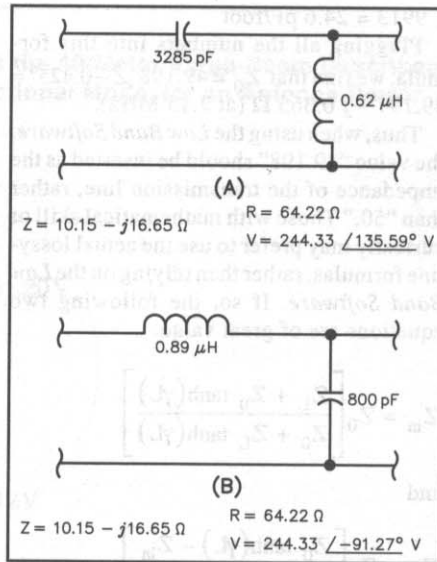 3285 pF
0.62 μH
(A)
Z = 10.15 – j16.65 Ω
R = 64.22 Ω
V = 244.33 /135.59° V
0.89 μH
800 pF
(B)
Z = 10.15 – j16.65 Ω
R = 64.22 Ω
V = 244.33 /–91.27° V